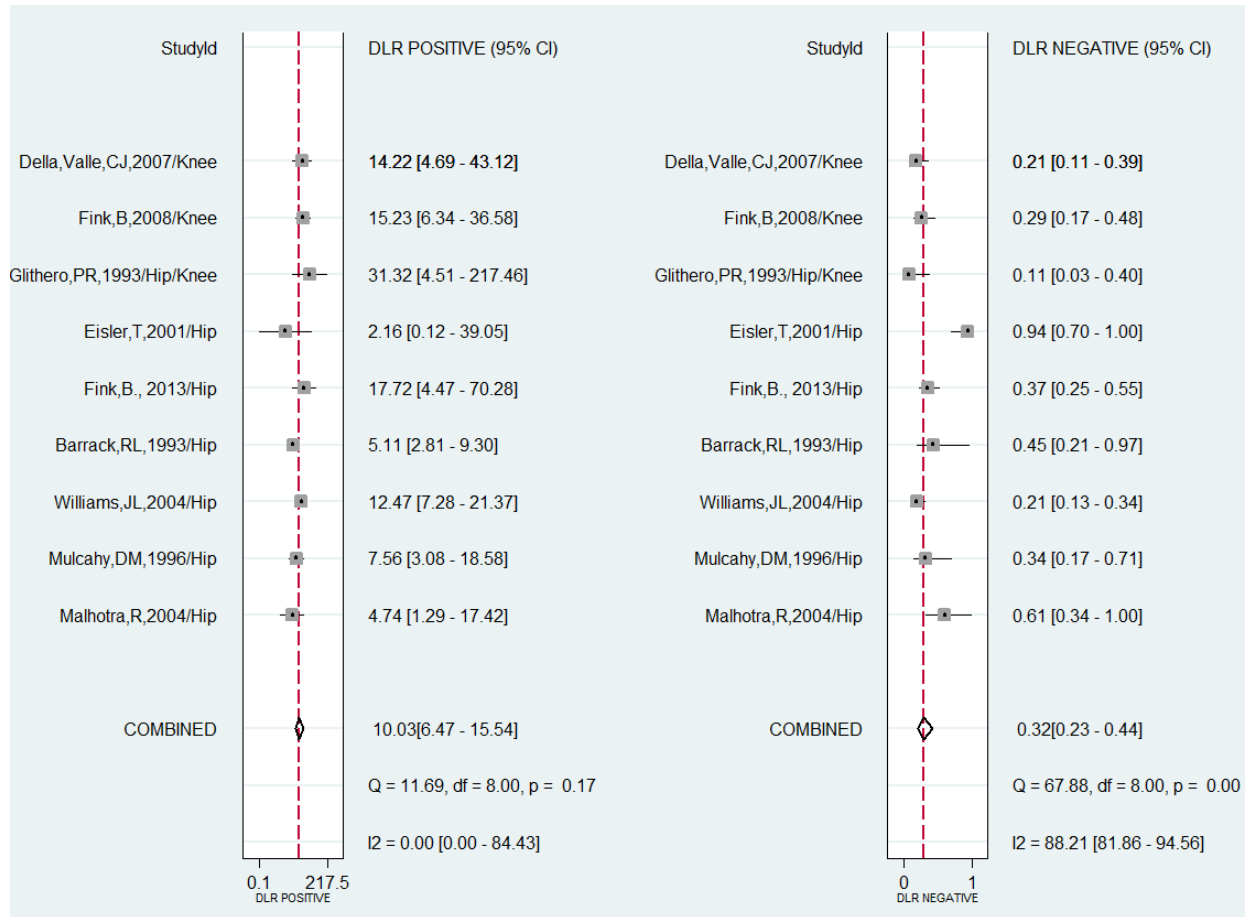 StudyId DLR POSITIVE (95% CI)
Della,Valle,CJ,2007/Knee 14.22 [4.69 - 43.12]
Fink,B,2008/Knee 15.23 [6.34 - 36.58]
Glithero,PR,1993/Hip/Knee 31.32 [4.51 - 217.46]
Eisler,T,2001/Hip 2.16 [0.12 - 39.05]
Fink,B., 2013/Hip 17.72 [4.47 - 70.28]
Barrack,RL,1993/Hip 5.11 [2.81 - 9.30]
Williams,JL,2004/Hip 12.47 [7.28 - 21.37]
Mulcahy,DM,1996/Hip 7.56 [3.08 - 18.58]
Malhotra,R,2004/Hip 4.74 [1.29 - 17.42]
COMBINED 10.03[6.47 - 15.54]
Q = 11.69, df = 8.00, p = 0.17
I2 = 0.00 [0.00 - 84.43]
0.1 217.5
DLR POSITIVE
StudyId DLR NEGATIVE (95% CI)
Della,Valle,CJ,2007/Knee 0.21 [0.11 - 0.39]
Fink,B,2008/Knee 0.29 [0.17 - 0.48]
Glithero,PR,1993/Hip/Knee 0.11 [0.03 - 0.40]
Eisler,T,2001/Hip 0.94 [0.70 - 1.00]
Fink,B., 2013/Hip 0.37 [0.25 - 0.55]
Barrack,RL,1993/Hip 0.45 [0.21 - 0.97]
Williams,JL,2004/Hip 0.21 [0.13 - 0.34]
Mulcahy,DM,1996/Hip 0.34 [0.17 - 0.71]
Malhotra,R,2004/Hip 0.61 [0.34 - 1.00]
COMBINED 0.32[0.23 - 0.44]
Q = 67.88, df = 8.00, p = 0.00
I2 = 88.21 [81.86 - 94.56]
0 1
DLR NEGATIVE